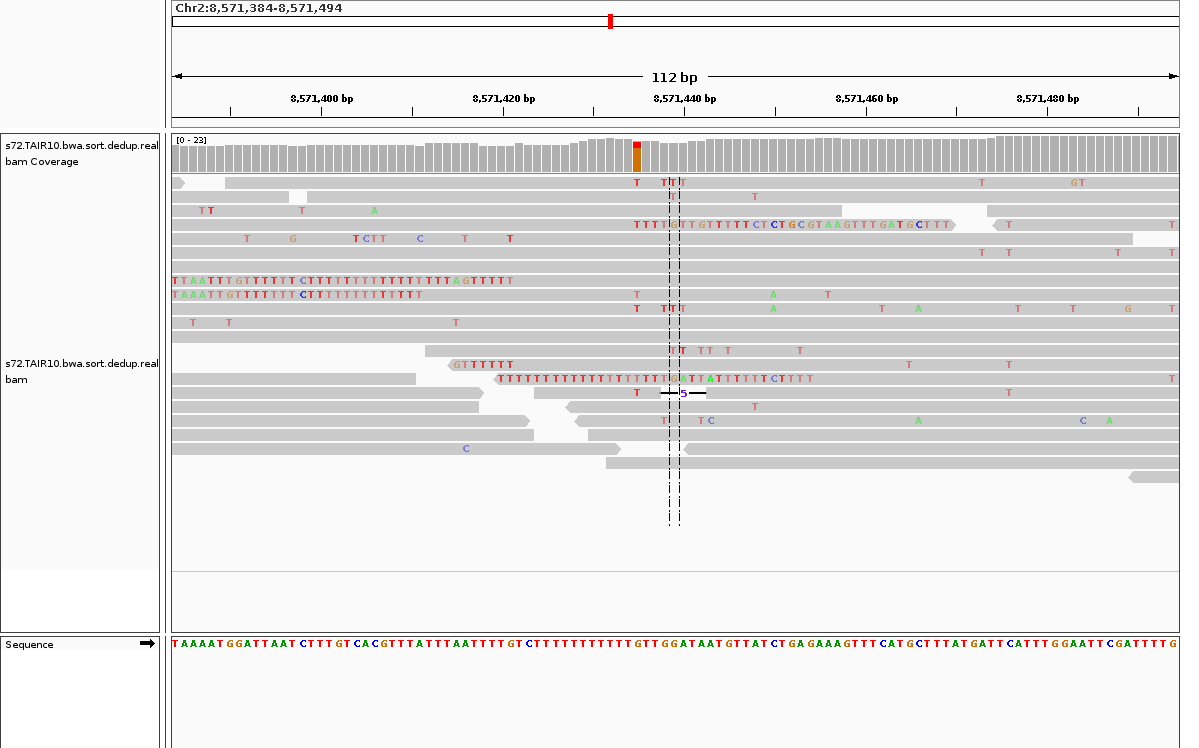 Chr2:8,571,384-8,571,494
112 bp
8,571,400 bp 8,571,420 bp 8,571,440 bp 8,571,460 bp 8,571,480 bp
s72.TAIR10.bwa.sort.dedup.real
bam Coverage
[0 - 23]
T T T T T G T
T T
T T T A
T T T T G T T G T T T T T C T C T G C G T A A G T T T G A T G C T T T T T
T G T C T T C T T
T T T T
T T A A T T T G T T T T T T C T T T T T T T T T T T T T T T T A G T T T T T
T A A A T T G T T T T T T T C T T T T T T T T T T T T T T A T
T T T T A T A T T G T
T T T
T T T T T T
s72.TAIR10.bwa.sort.dedup.real
bam
G T T T T T T T T
T T T T T T T T T T T T T T T T T T T G A T T A T T T T T T C T T T T T
T 5 T
T
T T C A C A
C
Sequence
T A A A A T G G A T T A A T C T T T G T C A C G T T T A T T T A A T T T T G T C T T T T T T T T T T T G T T G G A T A A T G T T A T C T G A G A A A G T T T C A T G C T T T A T G A T T C A T T T G G A A T T C G A T T T T G